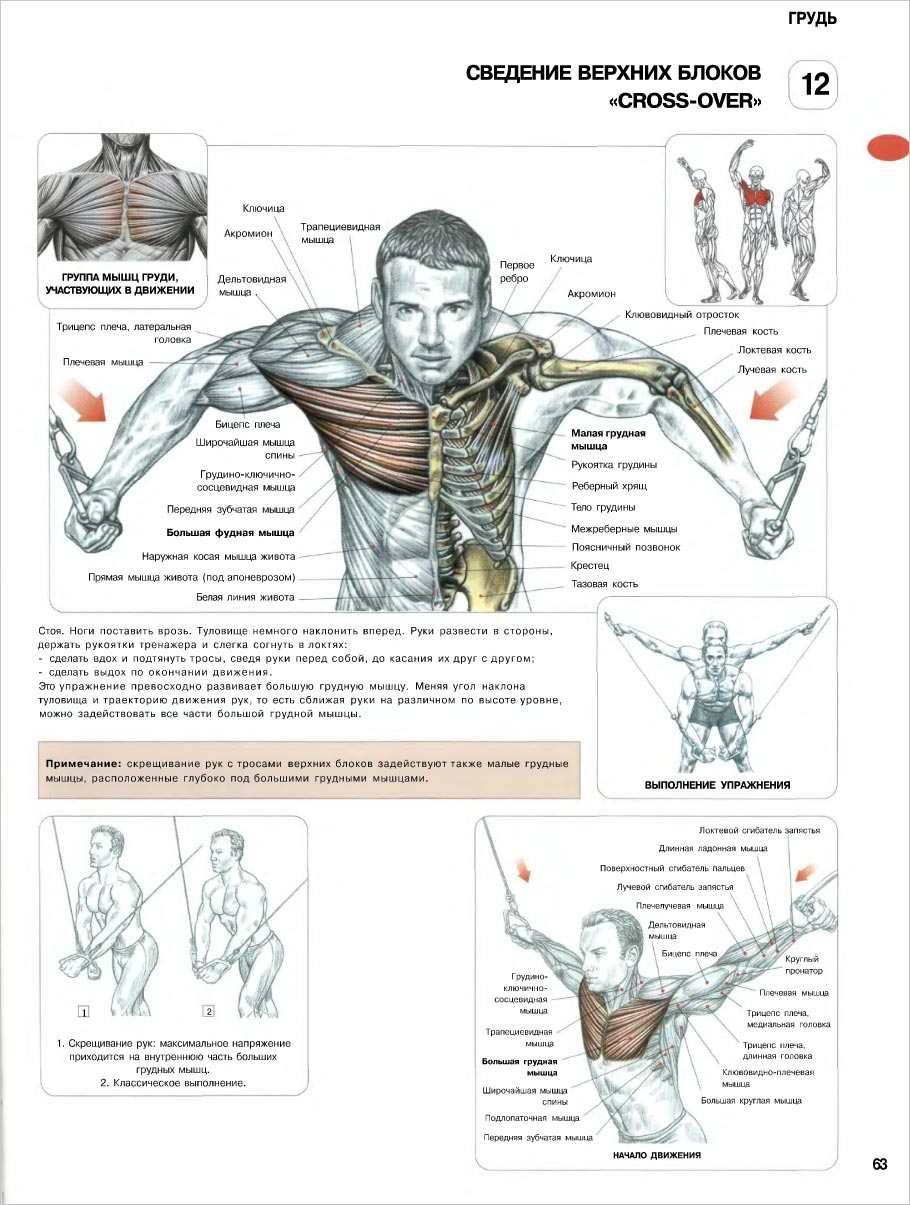 ГРУДЬ
СВЕДЕНИЕ ВЕРХНИХ БЛОКОВ
«CROSS-OVER»
12
ГРУППА МЫШЦ ГРУДИ,
УЧАСТВУЮЩИХ В ДВИЖЕНИИ
Ключица
Акромион
Трапециевидная
мышца
Дельтовидная
мышца
Трицепс плеча, латеральная
головка
Плечевая мышца
Бицепс плеча
Широчайшая мышца
спины
Грудино-ключично-
сосцевидная мышца
Передняя зубчатая мышца
Большая фудная мышца
Наружная косая мышца живота
Прямая мышца живота (под апоневрозом)
Белая линия живота
Первое
ребро
Ключица
Акромион
Клювовидный отросток
Плечевая кость
Локтевая кость
Лучевая кость
Малая грудная
мышца
Рукоятка грудины
Реберный хрящ
Тело грудины
Межреберные мышцы
Поясничный позвонок
Крестец
Тазовая кость
Стоя. Ноги поставить врозь. Туловище немного наклонить вперед. Руки развести в стороны,
держать рукоятки тренажера и слегка согнуть в локтях:
- сделать вдох и подтянуть тросы, сведя руки перед собой, до касания их друг с другом;
- сделать выдох по окончании движения.
Это упражнение превосходно развивает большую грудную мышцу. Меняя угол наклона
туловища и траекторию движения рук, то есть сближая руки на различном по высоте уровне,
можно задействовать все части большой грудной мышцы.
Примечание: скрещивание рук с тросами верхних блоков задействуют также малые грудные
мышцы, расположенные глубоко под большими грудными мышцами.
ВЫПОЛНЕНИЕ УПРАЖНЕНИЯ
1
2
1. Скрещивание рук: максимальное напряжение
приходится на внутреннюю часть больших
грудных мышц.
2. Классическое выполнение.
Локтевой сгибатель запястья
Длинная ладонная мышца
Поверхностный сгибатель пальцев
Лучевой сгибатель запястья
Плечелучевая мышца
Дельтовидная
мышца
Бицепс плеча
Круглый
пронатор
Плечевая мышца
Трицепс плеча,
медиальная головка
Трицепс плеча,
длинная головка
Клювовидно-плечевая
мышца
Большая круглая мышца
Грудино-
ключично-
сосцевидная
мышца
Трапециевидная
мышца
Большая грудная
мышца
Широчайшая мышца
спины
Подлопаточная мышца
Передняя зубчатая мышца
НАЧАЛО ДВИЖЕНИЯ
63